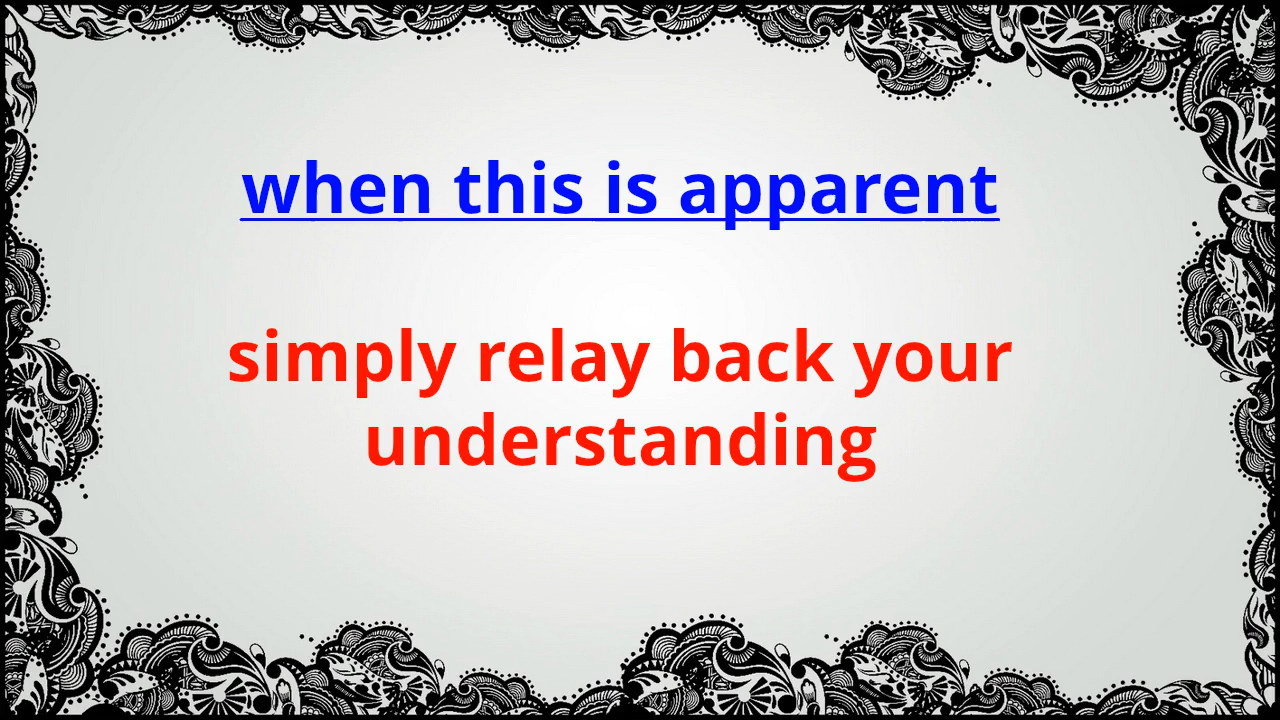 when this is apparent
simply relay back your
understanding